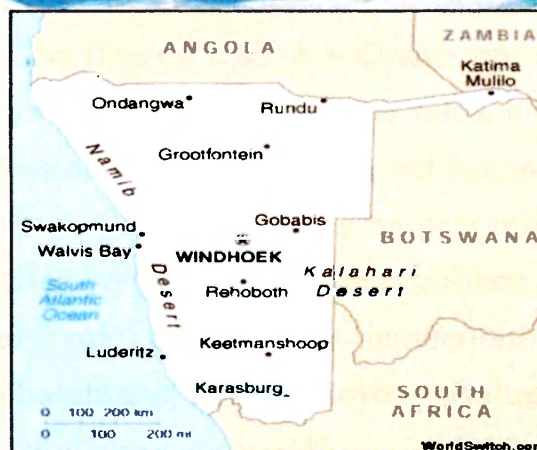 ANGOLA
ZAMBIA
Katima
Mulilo
Ondangwa
Rundu
Grootfontein
Namib
Desert
Swakopmund
Walvis Bay
Gobabis
WINDHOEK
BOTSWANA
Kalahari
Desert
South
Atlantic
Ocean
Rehoboth
Luderitz
Keetmanshoop
Karasburg
SOUTH
AFRICA
0 100 200 km
0 100 200 mi
WorldSwitch.com